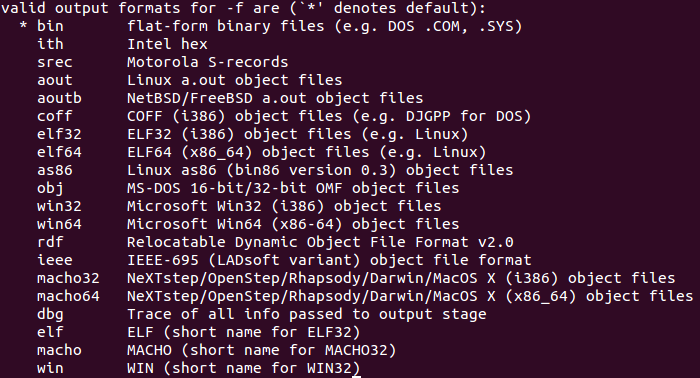 valid output formats for -f are (`*' denotes default):
  * bin       flat-form binary files (e.g. DOS .COM, .SYS)
    ith       Intel hex
    srec      Motorola S-records
    aout      Linux a.out object files
    aoutb     NetBSD/FreeBSD a.out object files
    coff      COFF (i386) object files (e.g. DJGPP for DOS)
    elf32     ELF32 (i386) object files (e.g. Linux)
    elf64     ELF64 (x86_64) object files (e.g. Linux)
    as86      Linux as86 (bin86 version 0.3) object files
    obj       MS-DOS 16-bit/32-bit OMF object files
    win32     Microsoft Win32 (i386) object files
    win64     Microsoft Win64 (x86-64) object files
    rdf       Relocatable Dynamic Object File Format v2.0
    ieee      IEEE-695 (LADsoft variant) object file format
    macho32   NeXTstep/OpenStep/Rhapsody/Darwin/MacOS X (i386) object files
    macho64   NeXTstep/OpenStep/Rhapsody/Darwin/MacOS X (x86_64) object files
    dbg       Trace of all info passed to output stage
    elf       ELF (short name for ELF32)
    macho     MACHO (short name for MACHO32)
    win       WIN (short name for WIN32)